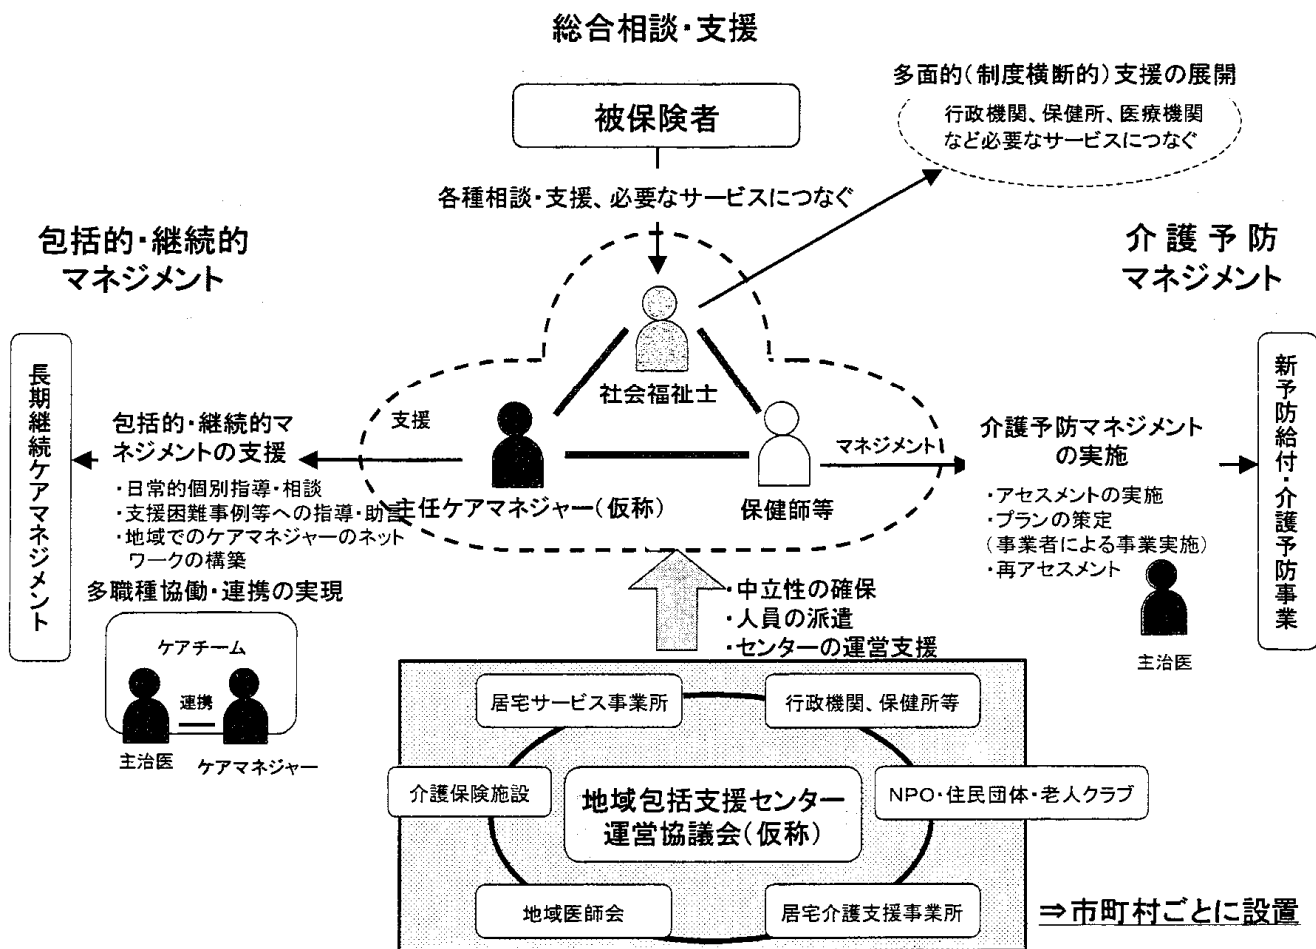 総合相談・支援
多面的(制度横断的)支援の展開
行政機関、保健所、医療機関
など必要なサービスにつなぐ
被保険者
各種相談・支援、必要なサービスにつなぐ
包括的・継続的
マネジメント
介護予防
マネジメント
長期継続ケアマネジメント
包括的・継続的マ
ネジメントの支援
・日常的個別指導・相談
・支援困難事例等への指導・助言
・地域でのケアマネジャーのネット
ワークの構築
多職種協働・連携の実現
ケアチーム
連携
主治医
ケアマネジャー
支援
社会福祉士
主任ケアマネジャー(仮称)
保健師等
マネジメント
介護予防マネジメント
の実施
・アセスメントの実施
・プランの策定
(事業者による事業実施)
・再アセスメント
主治医
新予防給付・介護予防事業
・中立性の確保
・人員の派遣
・センターの運営支援
居宅サービス事業所
行政機関、保健所等
介護保険施設
地域包括支援センター
運営協議会(仮称)
NPO・住民団体・老人クラブ
地域医師会
居宅介護支援事業所
⇒市町村ごとに設置